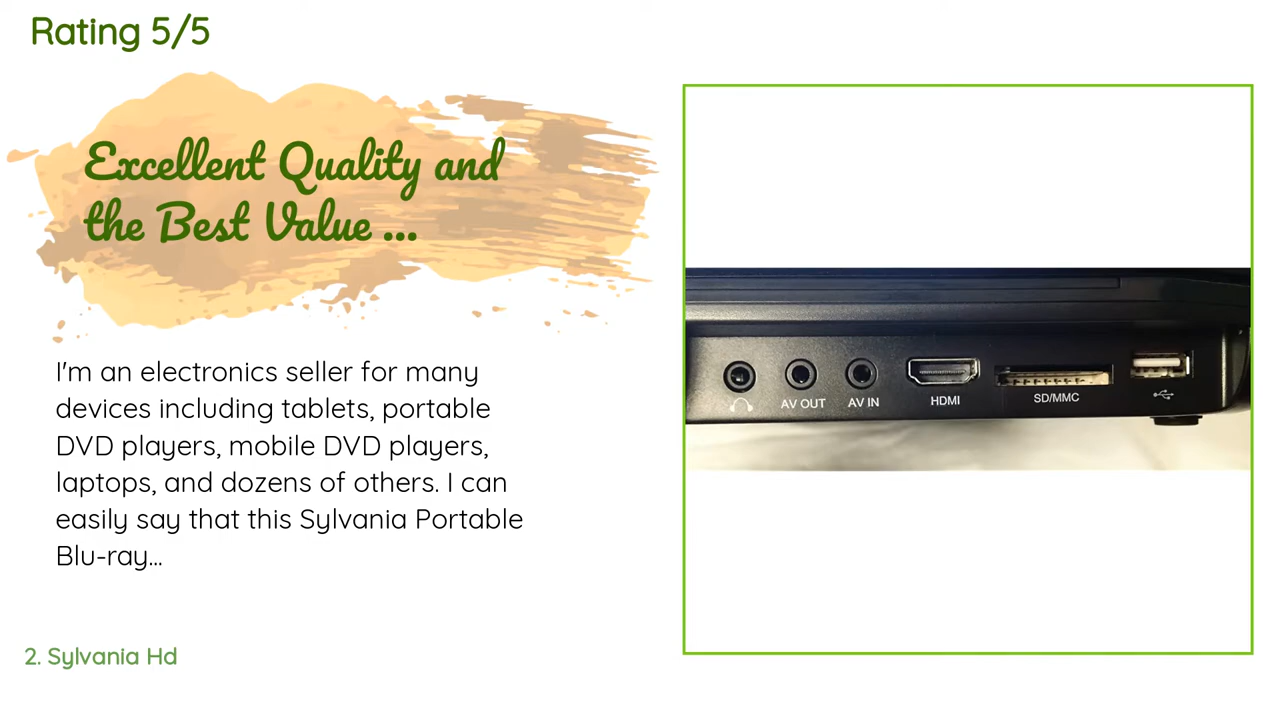 Rating 5/5
Excellent Quality and
the Best Value ...
I'm an electronics seller for many
devices including tablets, portable
DVD players, mobile DVD players,
laptops, and dozens of others. I can
easily say that this Sylvania Portable
Blu-ray...
AV OUT
AV IN
HDMI
SD/MMC
2. Sylvania Hd